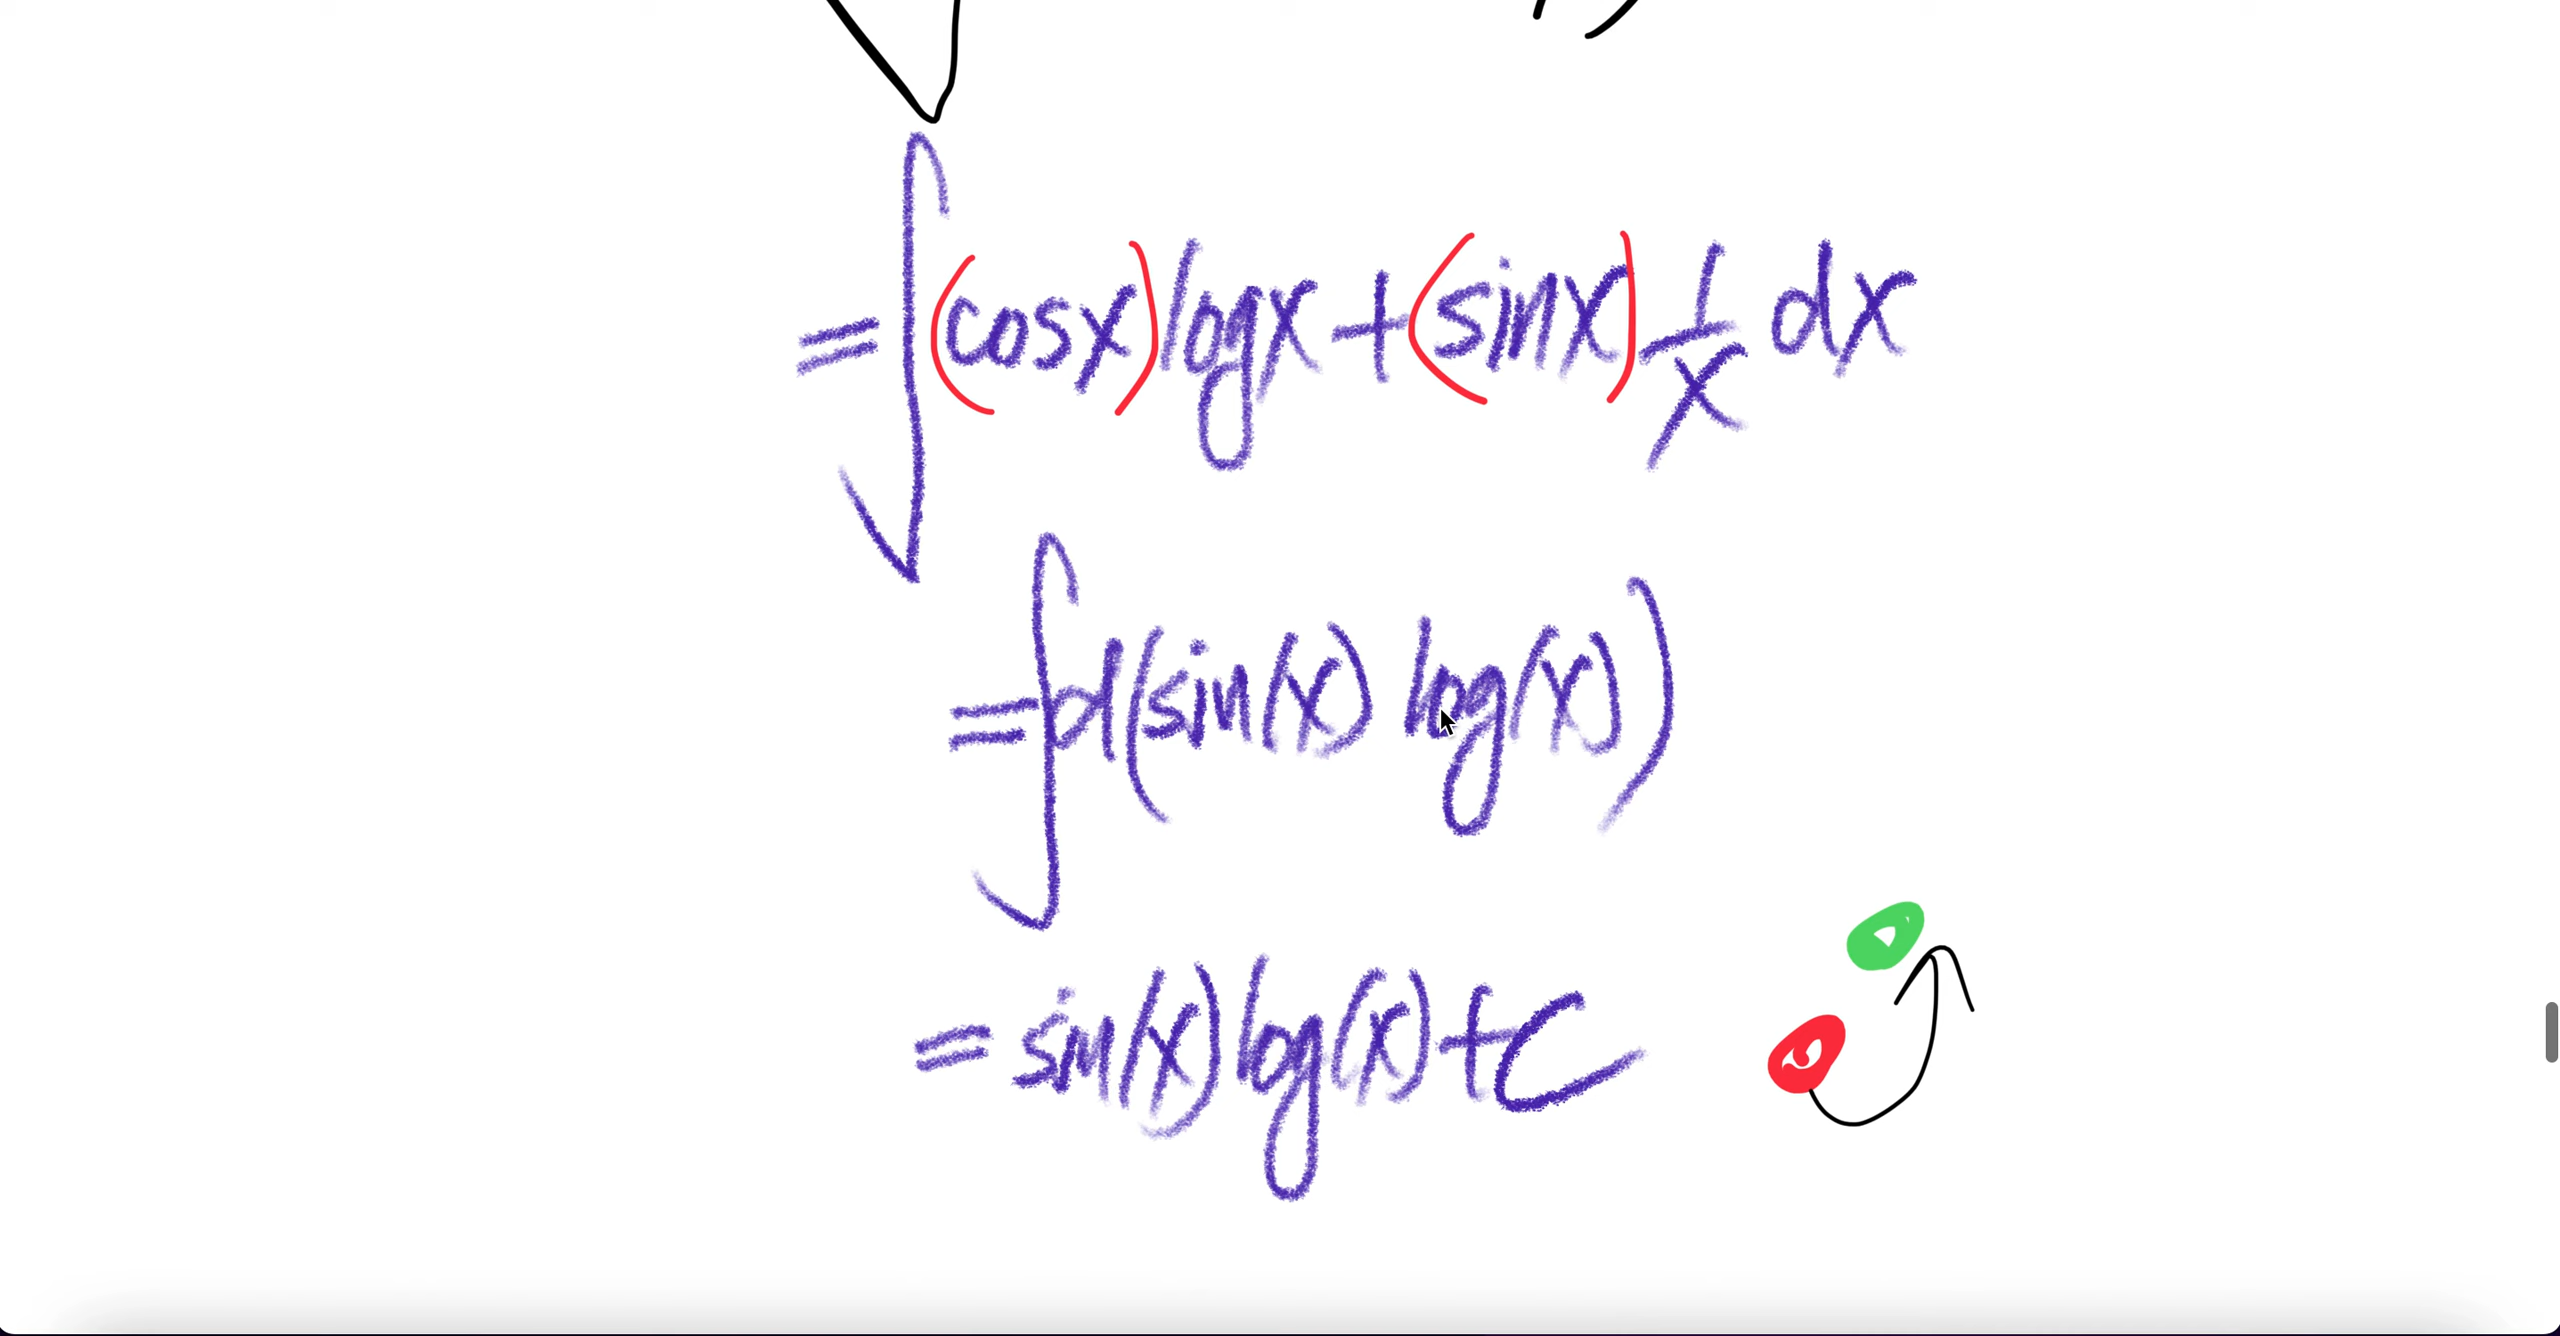 = ∫ (cosx) logx + (sinx) 1/x dx
= ∫ d(sin(x) log(x))
= sin(x) log(x) + C